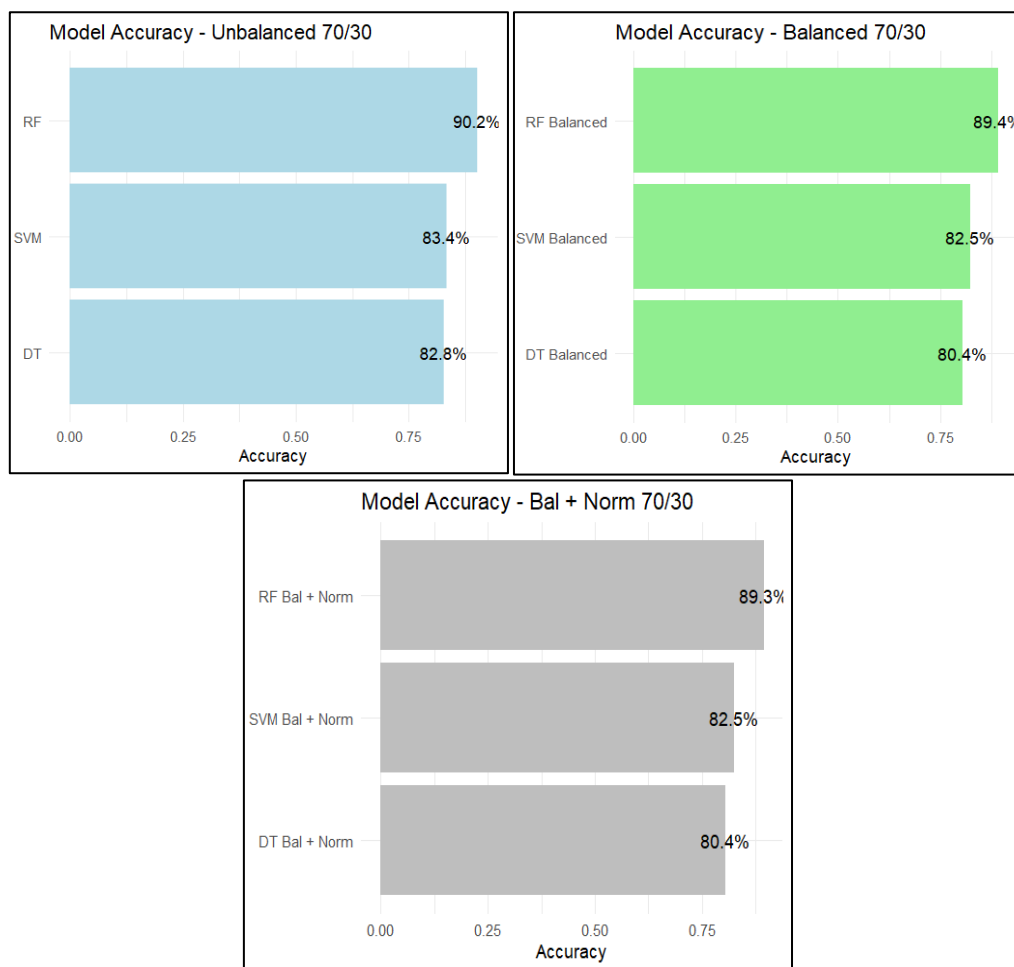 Model Accuracy - Unbalanced 70/30
RF
90.2%
SVM
83.4%
DT
82.8%
0.00 0.25 0.50 0.75
Accuracy
Model Accuracy - Balanced 70/30
RF Balanced
89.4%
SVM Balanced
82.5%
DT Balanced
80.4%
0.00 0.25 0.50 0.75
Accuracy
Model Accuracy - Bal + Norm 70/30
RF Bal + Norm
89.3%
SVM Bal + Norm
82.5%
DT Bal + Norm
80.4%
0.00 0.25 0.50 0.75
Accuracy